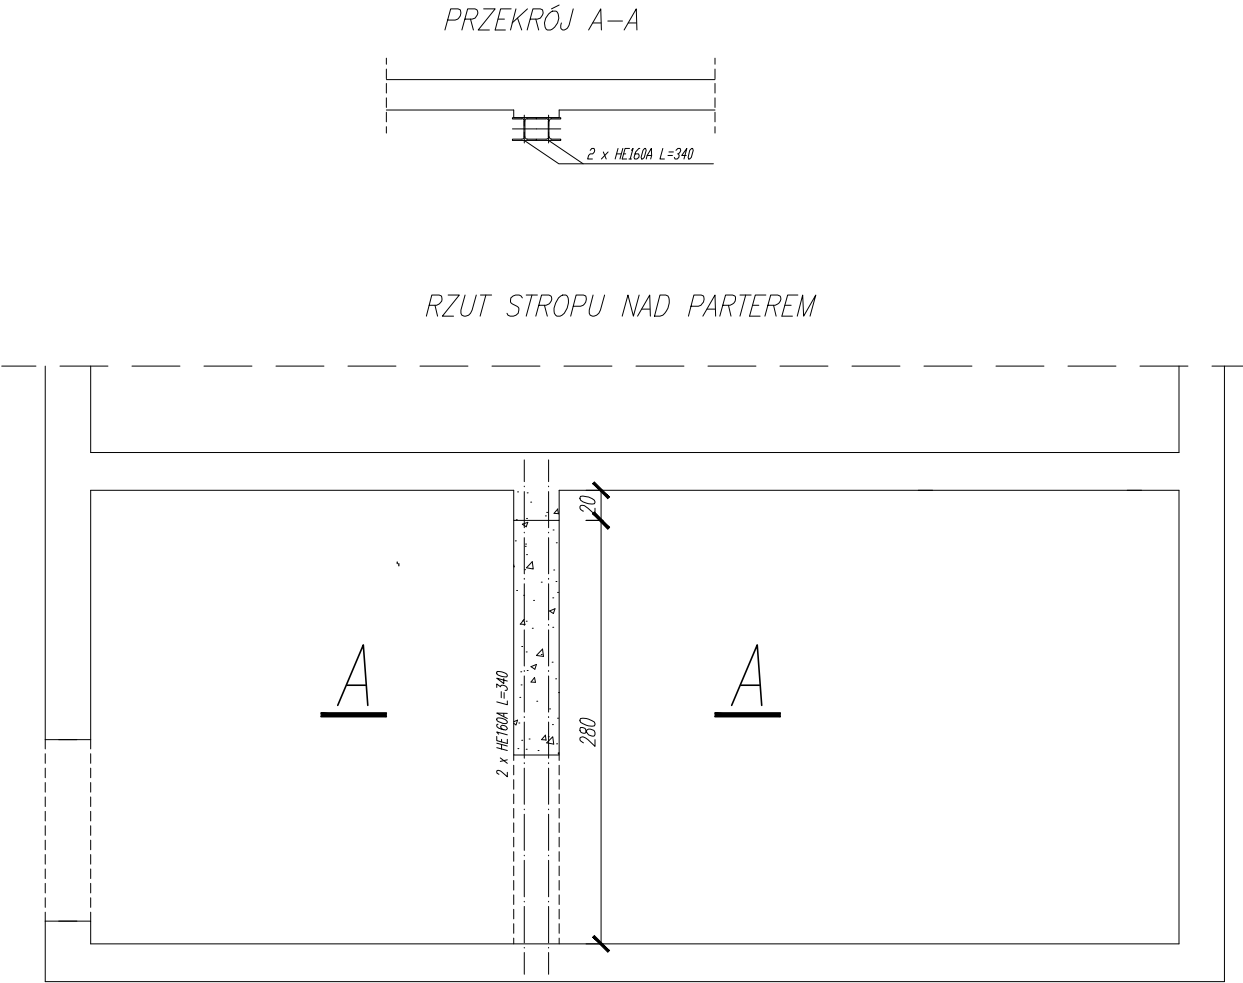 PRZEKRÓJ A-A
2 x HE160A L=340
RZUT STROPU NAD PARTEREM
20
A
A
2 x HE160A L=340
280